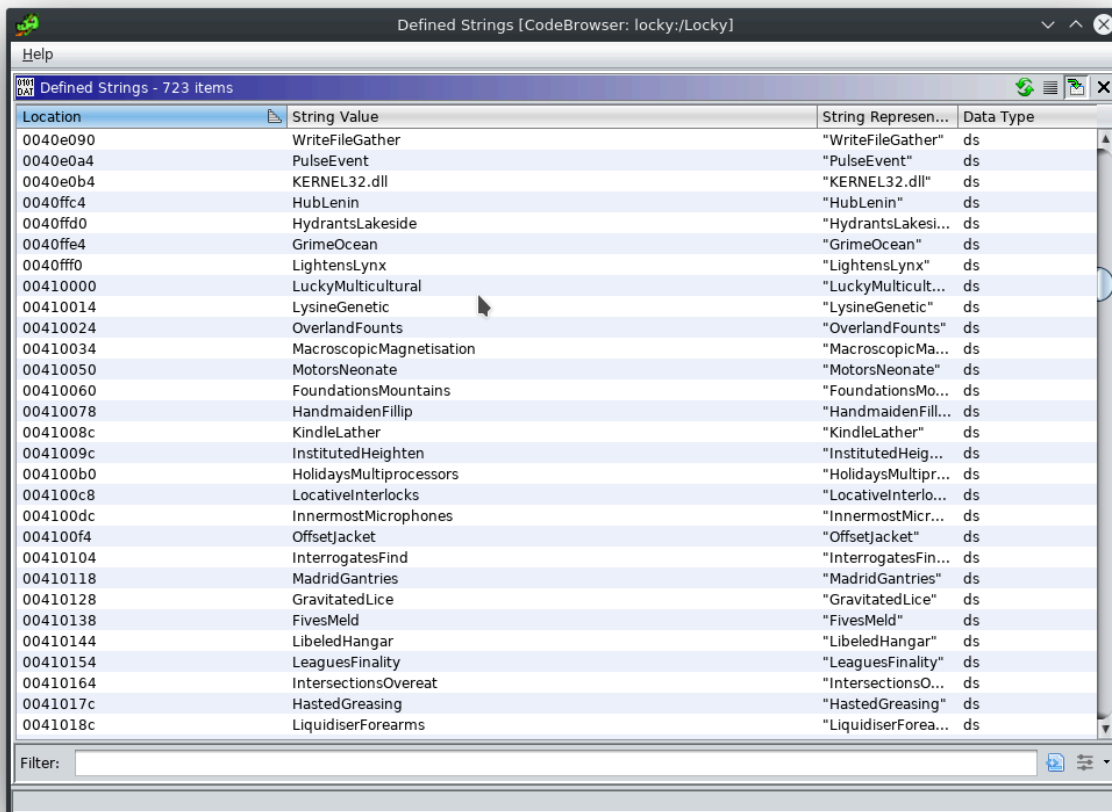 Defined Strings [CodeBrowser: locky:/Locky]
Help
0101 DAT Defined Strings - 723 items
Location String Value String Represen... Data Type
0040e090 WriteFileGather "WriteFileGather" ds
0040e0a4 PulseEvent "PulseEvent" ds
0040e0b4 KERNEL32.dll "KERNEL32.dll" ds
0040ffc4 HubLenin "HubLenin" ds
0040ffd0 HydrantsLakeside "HydrantsLakesi... ds
0040ffe4 GrimeOcean "GrimeOcean" ds
0040fff0 LightensLynx "LightensLynx" ds
00410000 LuckyMulticultural "LuckyMulticult... ds
00410014 LysineGenetic "LysineGenetic" ds
00410024 OverlandFounts "OverlandFounts" ds
00410034 MacroscopicMagnetisation "MacroscopicMa... ds
00410050 MotorsNeonate "MotorsNeonate" ds
00410060 FoundationsMountains "FoundationsMo... ds
00410078 HandmaidenFillip "HandmaidenFill... ds
0041008c KindleLather "KindleLather" ds
0041009c InstitutedHeighten "InstitutedHeig... ds
004100b0 HolidaysMultiprocessors "HolidaysMultipr... ds
004100c8 LocativeInterlocks "LocativeInterlo... ds
004100dc InnermostMicrophones "InnermostMicr... ds
004100f4 OffsetJacket "OffsetJacket" ds
00410104 InterrogatesFind "InterrogatesFin... ds
00410118 MadridGantries "MadridGantries" ds
00410128 GravitatedLice "GravitatedLice" ds
00410138 FivesMeld "FivesMeld" ds
00410144 LibeledHangar "LibeledHangar" ds
00410154 LeaguesFinality "LeaguesFinality" ds
00410164 IntersectionsOvereat "IntersectionsO... ds
0041017c HastedGreasing "HastedGreasing" ds
0041018c LiquidiserForearms "LiquidiserForea... ds
Filter: